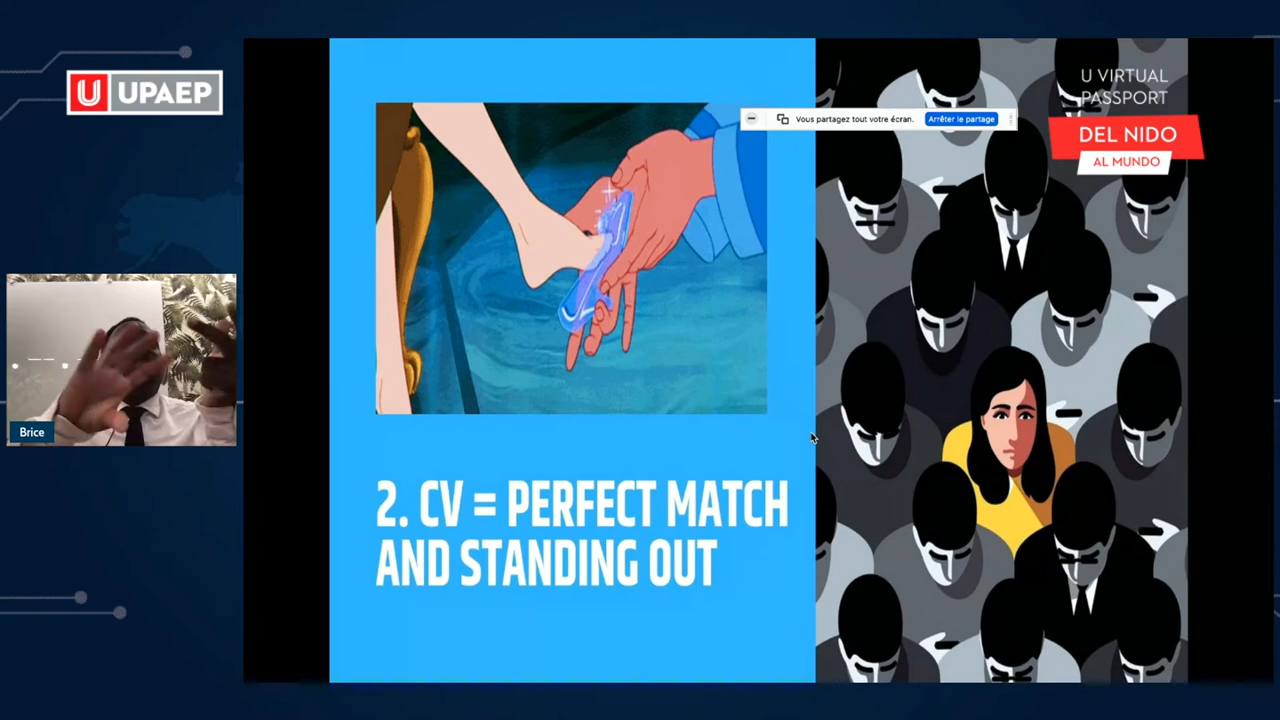 U UPAEP
U VIRTUAL
PASSPORT
DEL NIDO
AL MUNDO
Vous partagez tout votre écran. Arrêter le partage
Brice
2. CV = PERFECT MATCH
AND STANDING OUT